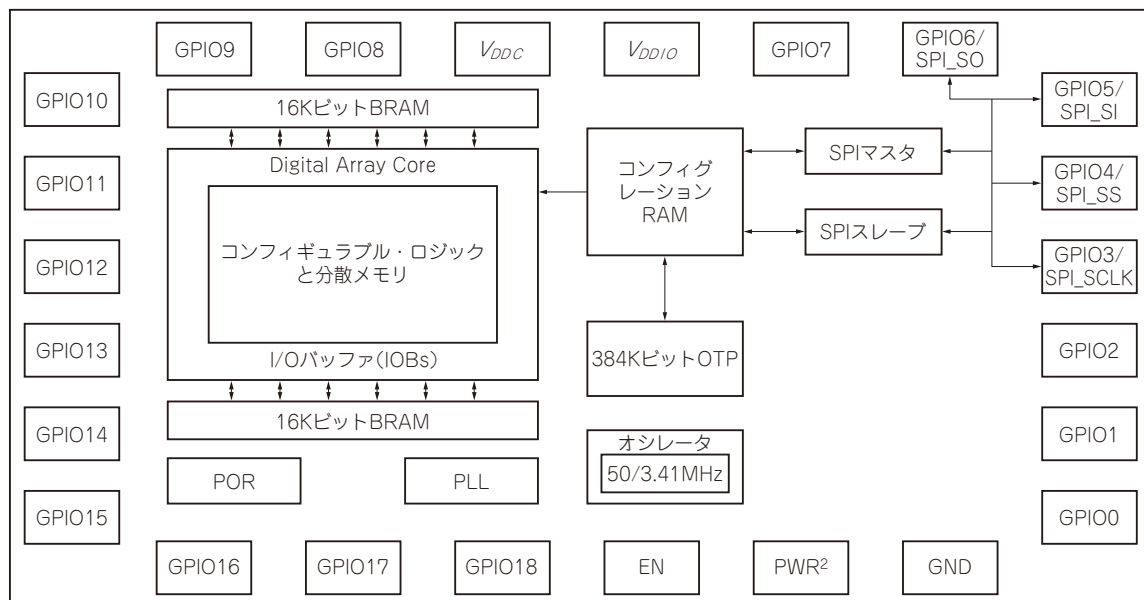 GPIO9
GPIO8
VDDC
VDDIO
GPIO7
GPIO6/
SPI_SO
GPIO10
16KビットBRAM
GPIO5/
SPI_SI
GPIO11
Digital Array Core
コンフィグ
レーション
RAM
SPIマスタ
GPIO4/
SPI_SS
GPIO12
コンフィギュラブル・ロジック
と分散メモリ
SPIスレーブ
GPIO3/
SPI_SCLK
GPIO13
I/Oバッファ(IOBs)
384KビットOTP
GPIO2
GPIO14
16KビットBRAM
オシレータ
50/3.41MHz
GPIO1
GPIO15
POR
PLL
GPIO0
GPIO16
GPIO17
GPIO18
EN
PWR2
GND